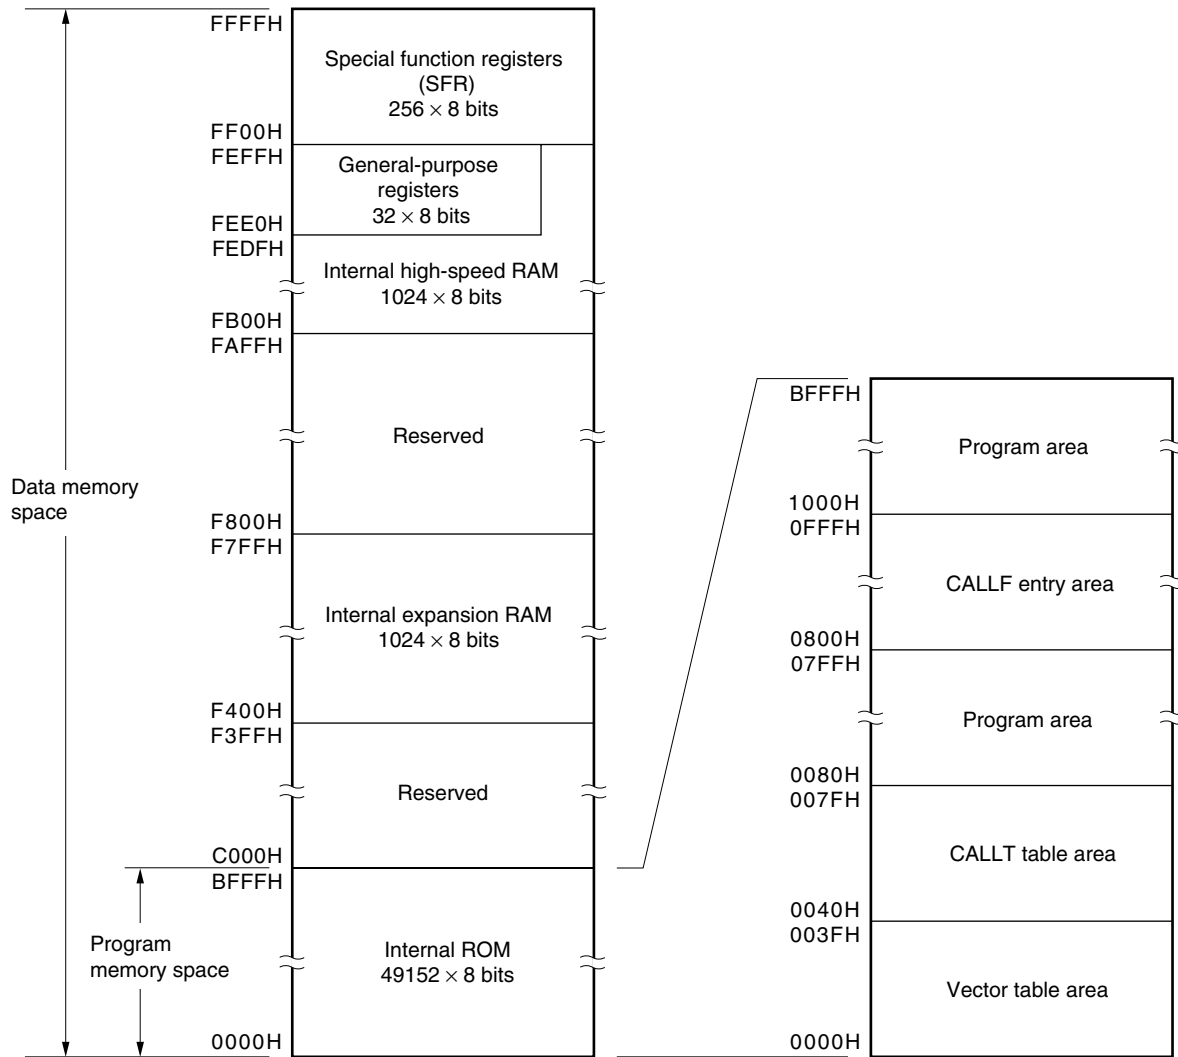 FFFFH
Special function registers
(SFR)
256 × 8 bits
FF00H
FEFFH
General-purpose
registers
32 × 8 bits
FEE0H
FEDFH
Internal high-speed RAM
1024 × 8 bits
FB00H
FAFFH
Reserved
Data memory
space
F800H
F7FFH
Internal expansion RAM
1024 × 8 bits
F400H
F3FFH
Reserved
C000H
BFFFH
Program
memory space
Internal ROM
49152 × 8 bits
0000H
BFFFH
Program area
1000H
0FFFH
CALLF entry area
0800H
07FFH
Program area
0080H
007FH
CALLT table area
0040H
003FH
Vector table area
0000H